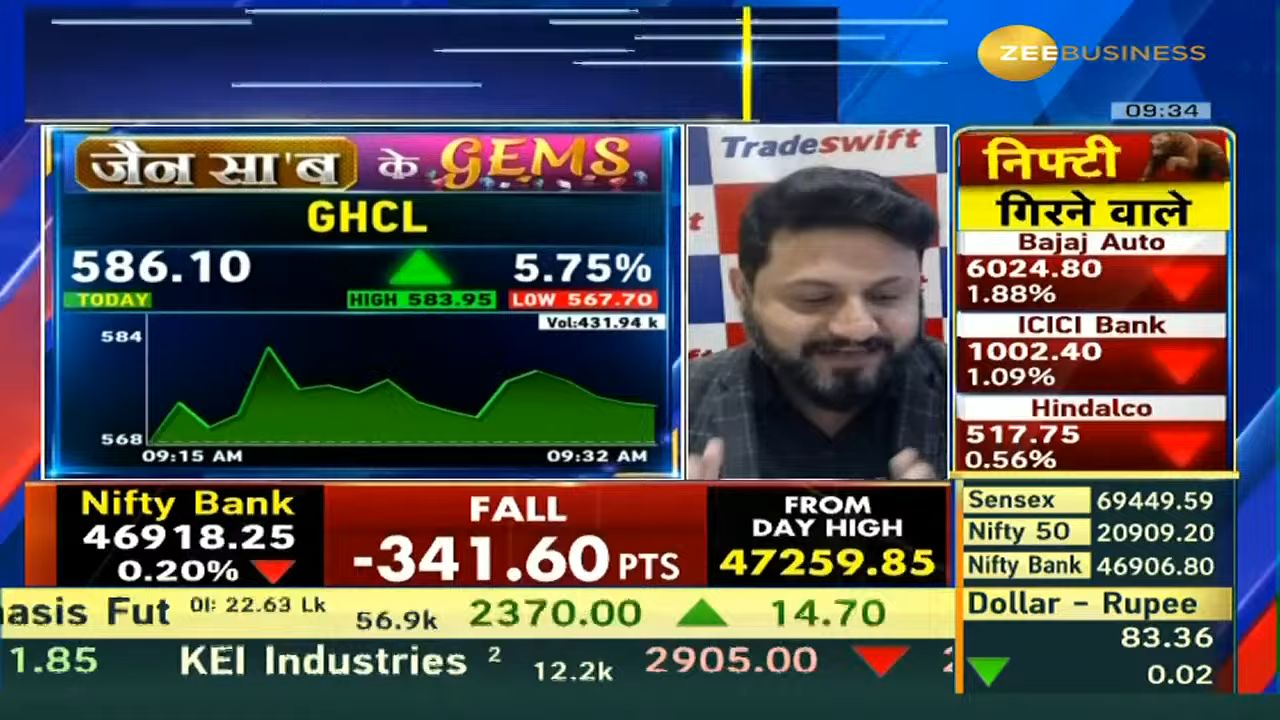 ZEEBUSINESS
09:34
जैन सा'ब के GEMS
GHCL
586.10 5.75%
TODAY HIGH 583.95 LOW 567.70
Vol:431.94 k
584
568
09:15 AM 09:32 AM
Tradeswift
निफ्टी
गिरने वाले
Bajaj Auto
6024.80
1.88%
ICICI Bank
1002.40
1.09%
Hindalco
517.75
0.56%
Nifty Bank
46918.25
0.20%
FALL
-341.60 PTS
FROM
DAY HIGH
47259.85
Sensex 69449.59
Nifty 50 20909.20
Nifty Bank 46906.80
Dollar - Rupee
83.36
0.02
asis Fut OI: 22.63 Lk 56.9k 2370.00 14.70
1.85 KEI Industries 2 12.2k 2905.00